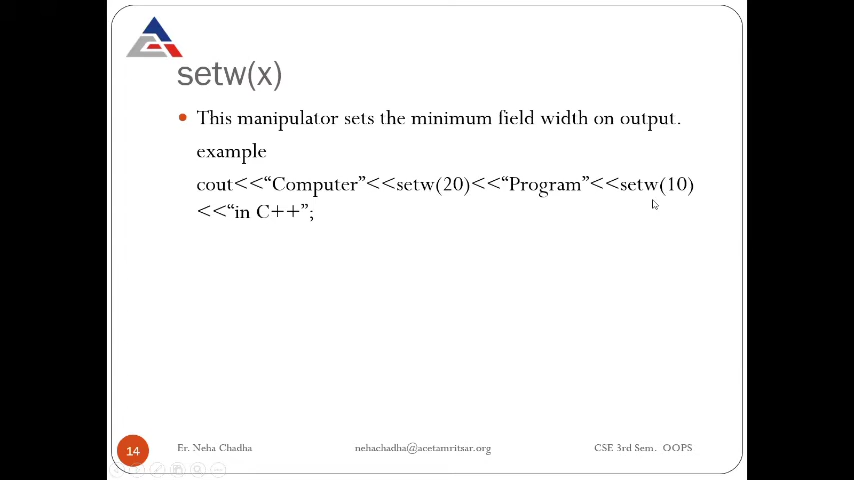 setw(x)
• This manipulator sets the minimum field width on output.
example
cout<<“Computer”<<setw(20)<<“Program”<<setw(10)
<<“in C++”;
14
Er. Neha Chadha
nehachadha@acetamritsar.org
CSE 3rd Sem. OOPS